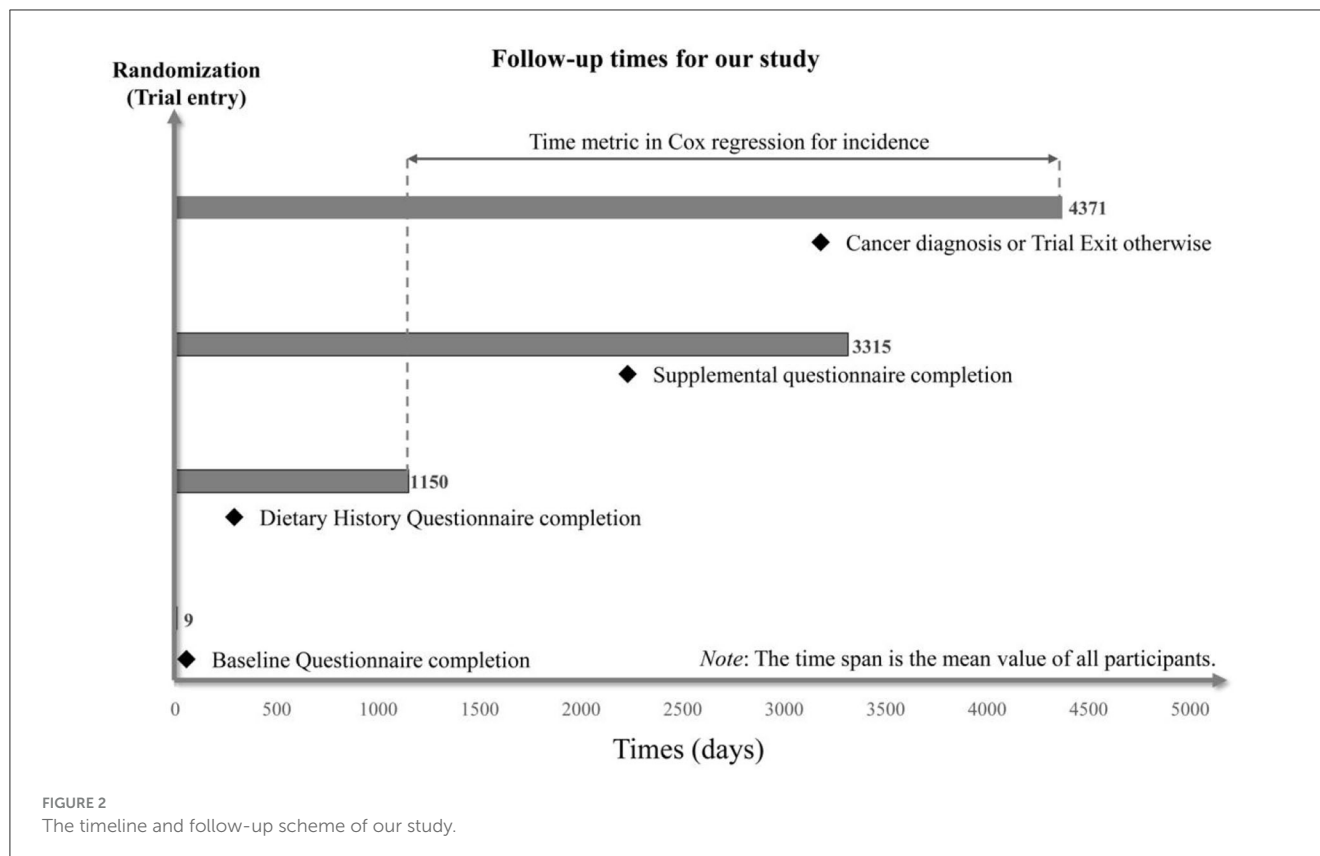 Follow-up times for our study
Randomization
(Trial entry)
Time metric in Cox regression for incidence
4371
◆ Cancer diagnosis or Trial Exit otherwise
3315
◆ Supplemental questionnaire completion
1150
◆ Dietary History Questionnaire completion
9
◆ Baseline Questionnaire completion
Note: The time span is the mean value of all participants.
0 500 1000 1500 2000 2500 3000 3500 4000 4500 5000
Times (days)
FIGURE 2
The timeline and follow-up scheme of our study.